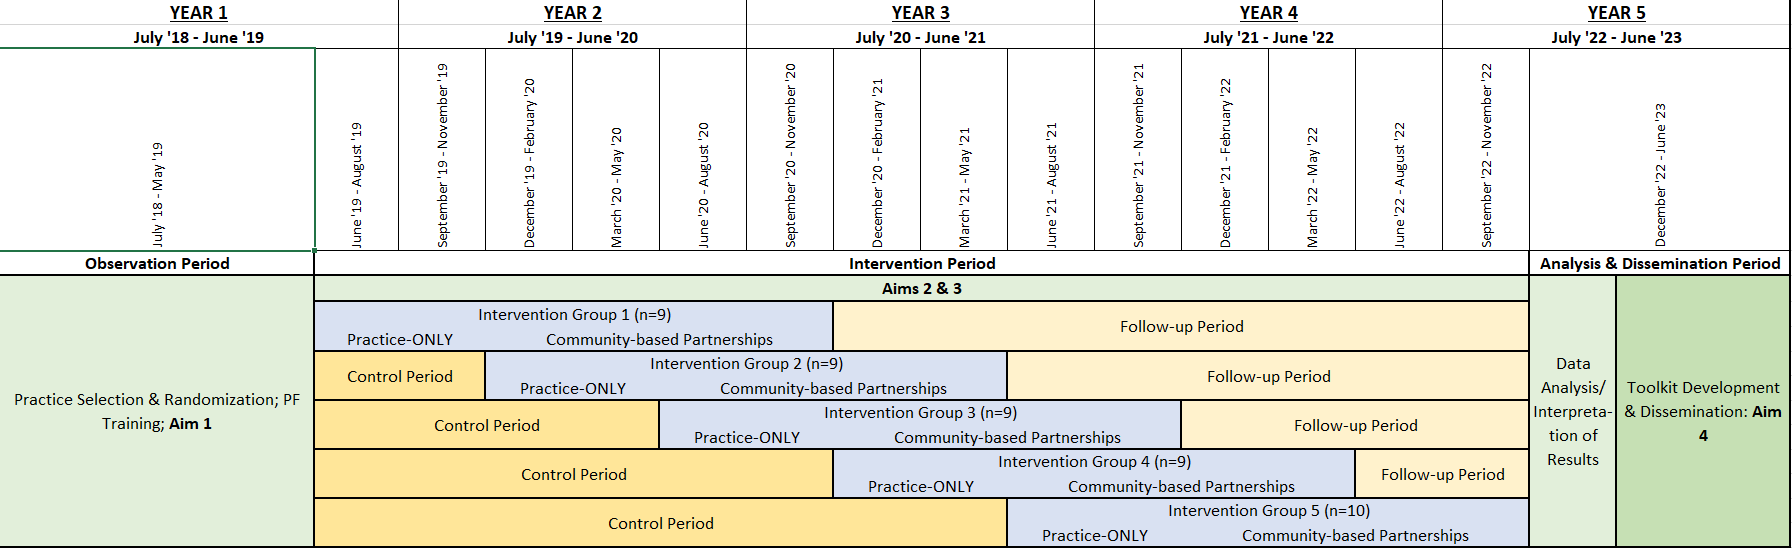 YEAR 1
YEAR 2
YEAR 3
YEAR 4
YEAR 5
July '18 - June '19
July '19 - June '20
July '20 - June '21
July '21 - June '22
July '22 - June '23
July '18 - May '19
June '19 - August '19
September '19 - November '19
December '19 - February '20
March '20 - May '20
June '20 - August '20
September '20 - November '20
December '20 - February '21
March '21 - May '21
June '21 - August '21
September '21 - November '21
December '21 - February '22
March '22 - May '22
June '22 - August '22
September '22 - November '22
December '22 - June '23
Observation Period
Intervention Period
Analysis & Dissemination Period
Practice Selection & Randomization; PF
Training; Aim 1
Aims 2 & 3
Intervention Group 1 (n=9)
Practice-ONLY Community-based Partnerships
Follow-up Period
Control Period
Intervention Group 2 (n=9)
Practice-ONLY Community-based Partnerships
Follow-up Period
Control Period
Intervention Group 3 (n=9)
Practice-ONLY Community-based Partnerships
Follow-up Period
Control Period
Intervention Group 4 (n=9)
Practice-ONLY Community-based Partnerships
Follow-up Period
Control Period
Intervention Group 5 (n=10)
Practice-ONLY Community-based Partnerships
Data
Analysis/
Interpreta-
tion of
Results
Toolkit Development
& Dissemination: Aim
4